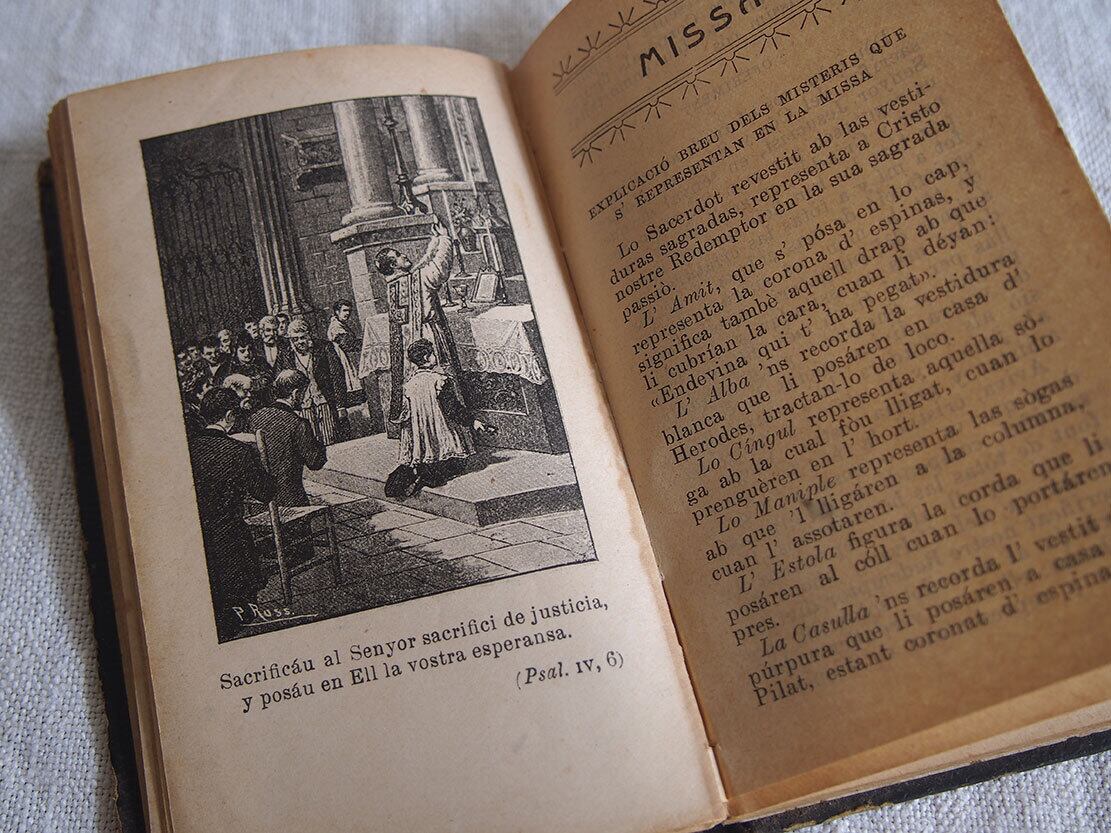 P. Ross.
Sacrificáu al Senyor sacrifici de justicia,
y posáu en Ell la vostra esperansa.
(Psal. IV, 6)
MISSA
EXPLICACIÓ BREU DELS MISTERIS QUE
S' REPRESENTAN EN LA MISSA
Lo Sacerdot revestit ab las vesti-
duras sagradas, representa a Cristo
nostre Redemptor en la sua sagrada
passiò.
L' Amit, que s' pósa en lo cap,
representa la corona d' espinas, y
significa també aquell drap ab que
li cubrían la cara, cuan li déyan:
«Endevina qui t' ha pegat».
L' Alba 'ns recorda la vestidura
blanca que li posáren en casa d'
Herodes, tractan-lo de loco.
Lo Cíngul representa aquella sò-
ga ab la cual fòu lligat, cuan lo
prenguèren en l' hort.
Lo Maniple representa las sògas
ab que 'l lligáren a la columna,
cuan l' assotaren.
L' Estola figura la corda que li
posáren al cóll cuan lo portáren
pres.
La Casulla 'ns recorda l' vestit
púrpura que li posáren a casa
Pilat, estant coronat d' espina